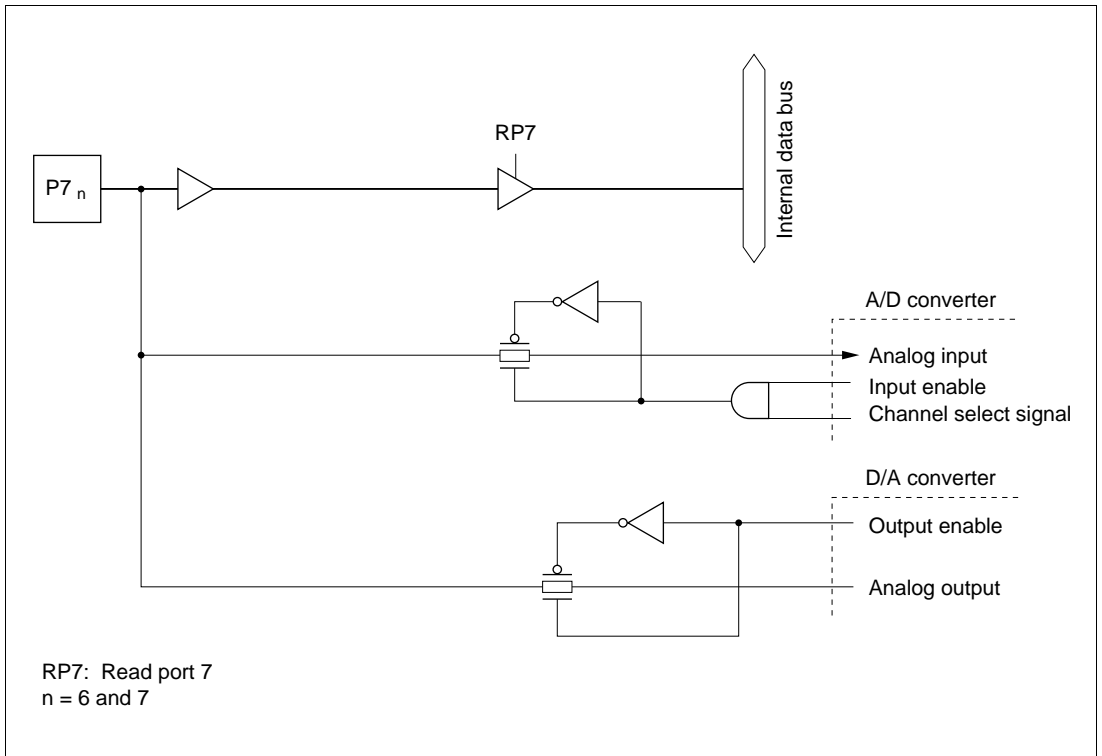 RP7
P7 n
Internal data bus
A/D converter
Analog input
Input enable
Channel select signal
D/A converter
Output enable
Analog output
RP7: Read port 7
n = 6 and 7